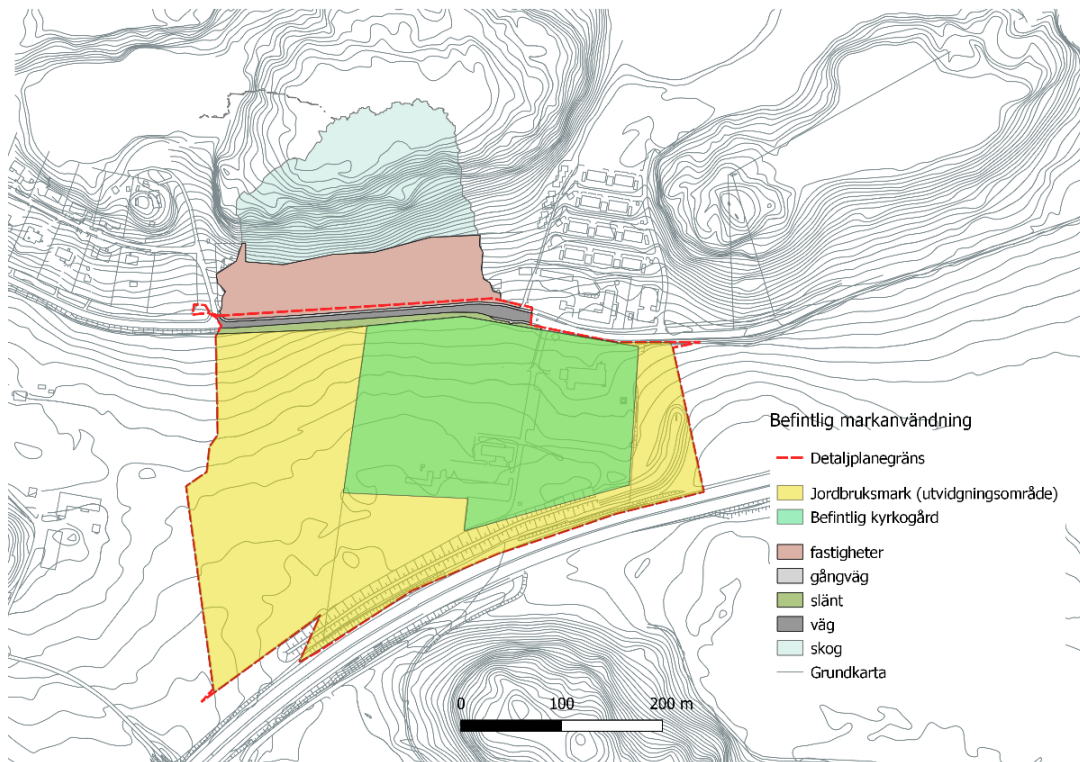 Befintlig markanvändning
Detaljplanegräns
Jordbruksmark (utvidgningsområde)
Befintlig kyrkogård
fastigheter
gångväg
slänt
väg
skog
Grundkarta
0 100 200 m